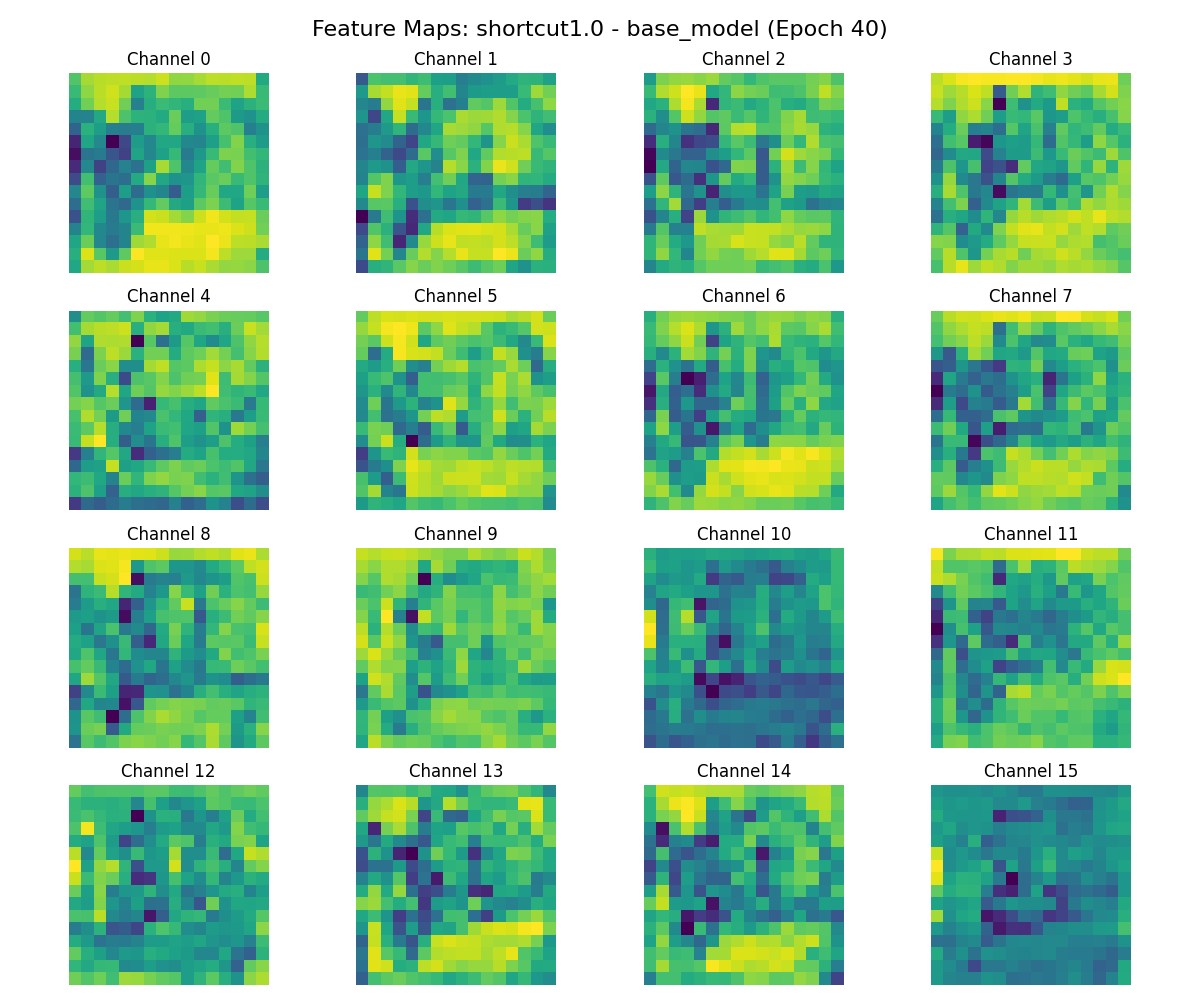 Feature Maps: shortcut1.0 - base_model (Epoch 40)
Channel 0
Channel 1
Channel 2
Channel 3
Channel 4
Channel 5
Channel 6
Channel 7
Channel 8
Channel 9
Channel 10
Channel 11
Channel 12
Channel 13
Channel 14
Channel 15